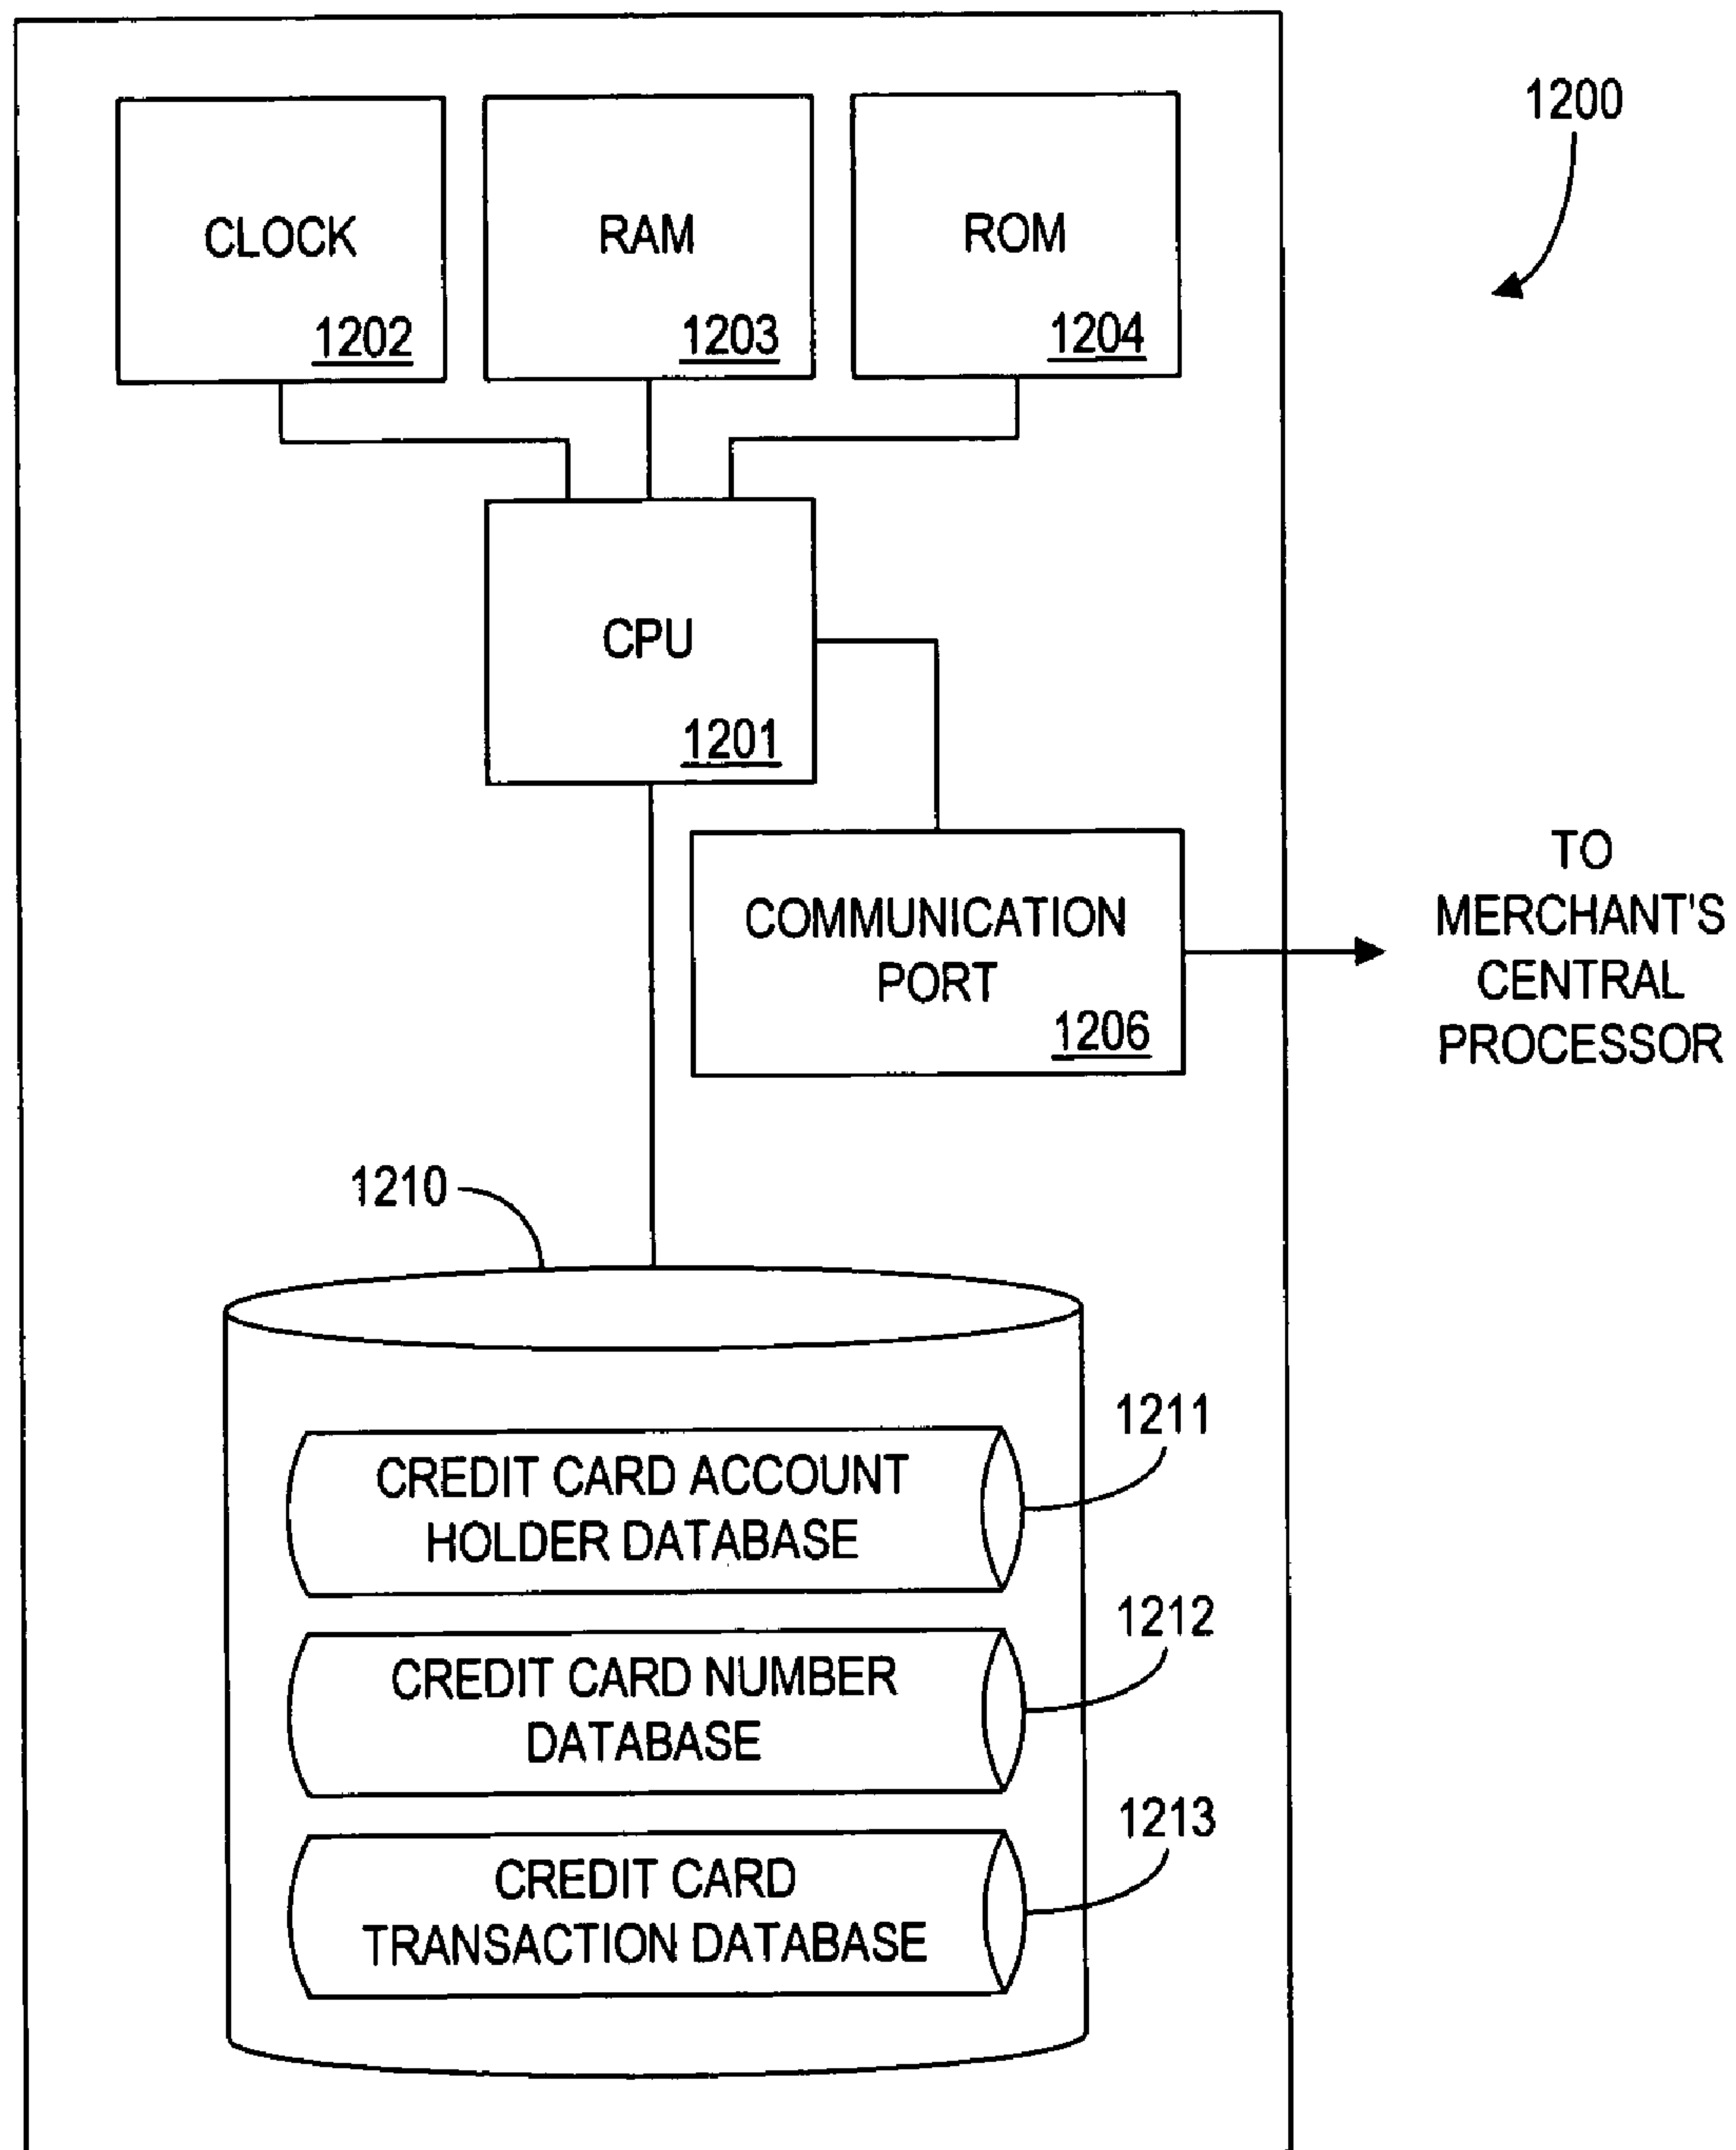 1200
CLOCK
1202
RAM
1203
ROM
1204
CPU
1201
COMMUNICATION
PORT
1206
TO
MERCHANT'S
CENTRAL
PROCESSOR
1210
CREDIT CARD ACCOUNT
HOLDER DATABASE
1211
CREDIT CARD NUMBER
DATABASE
1212
CREDIT CARD
TRANSACTION DATABASE
1213